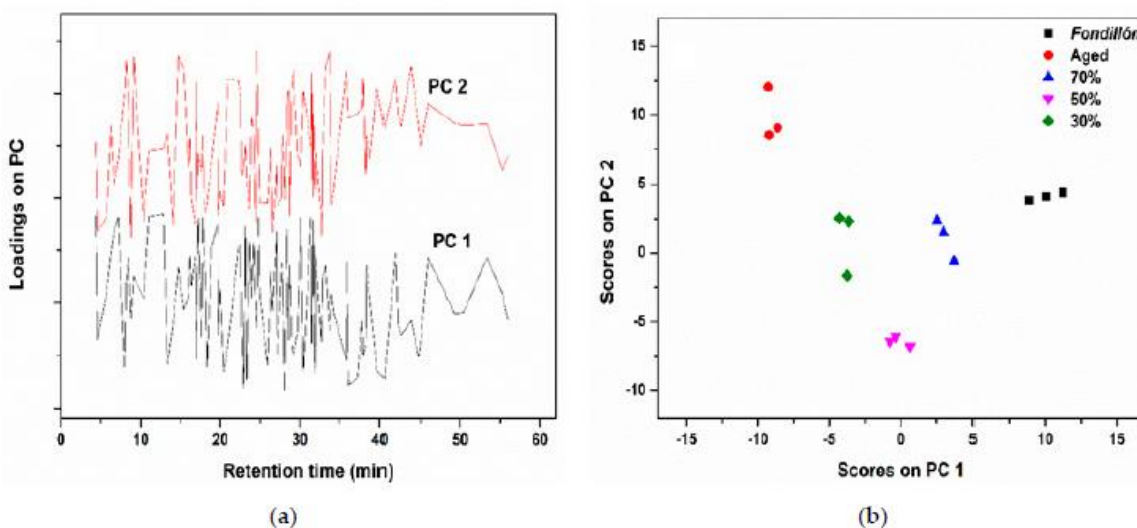 Loadings on PC
PC 2
PC 1
0 10 20 30 40 50 60
Retention time (min)
(a)
Scores on PC 2
15
10
5
0
-5
-10
Fondillón
Aged
70%
50%
30%
-15 -10 -5 0 5 10 15
Scores on PC 1
(b)